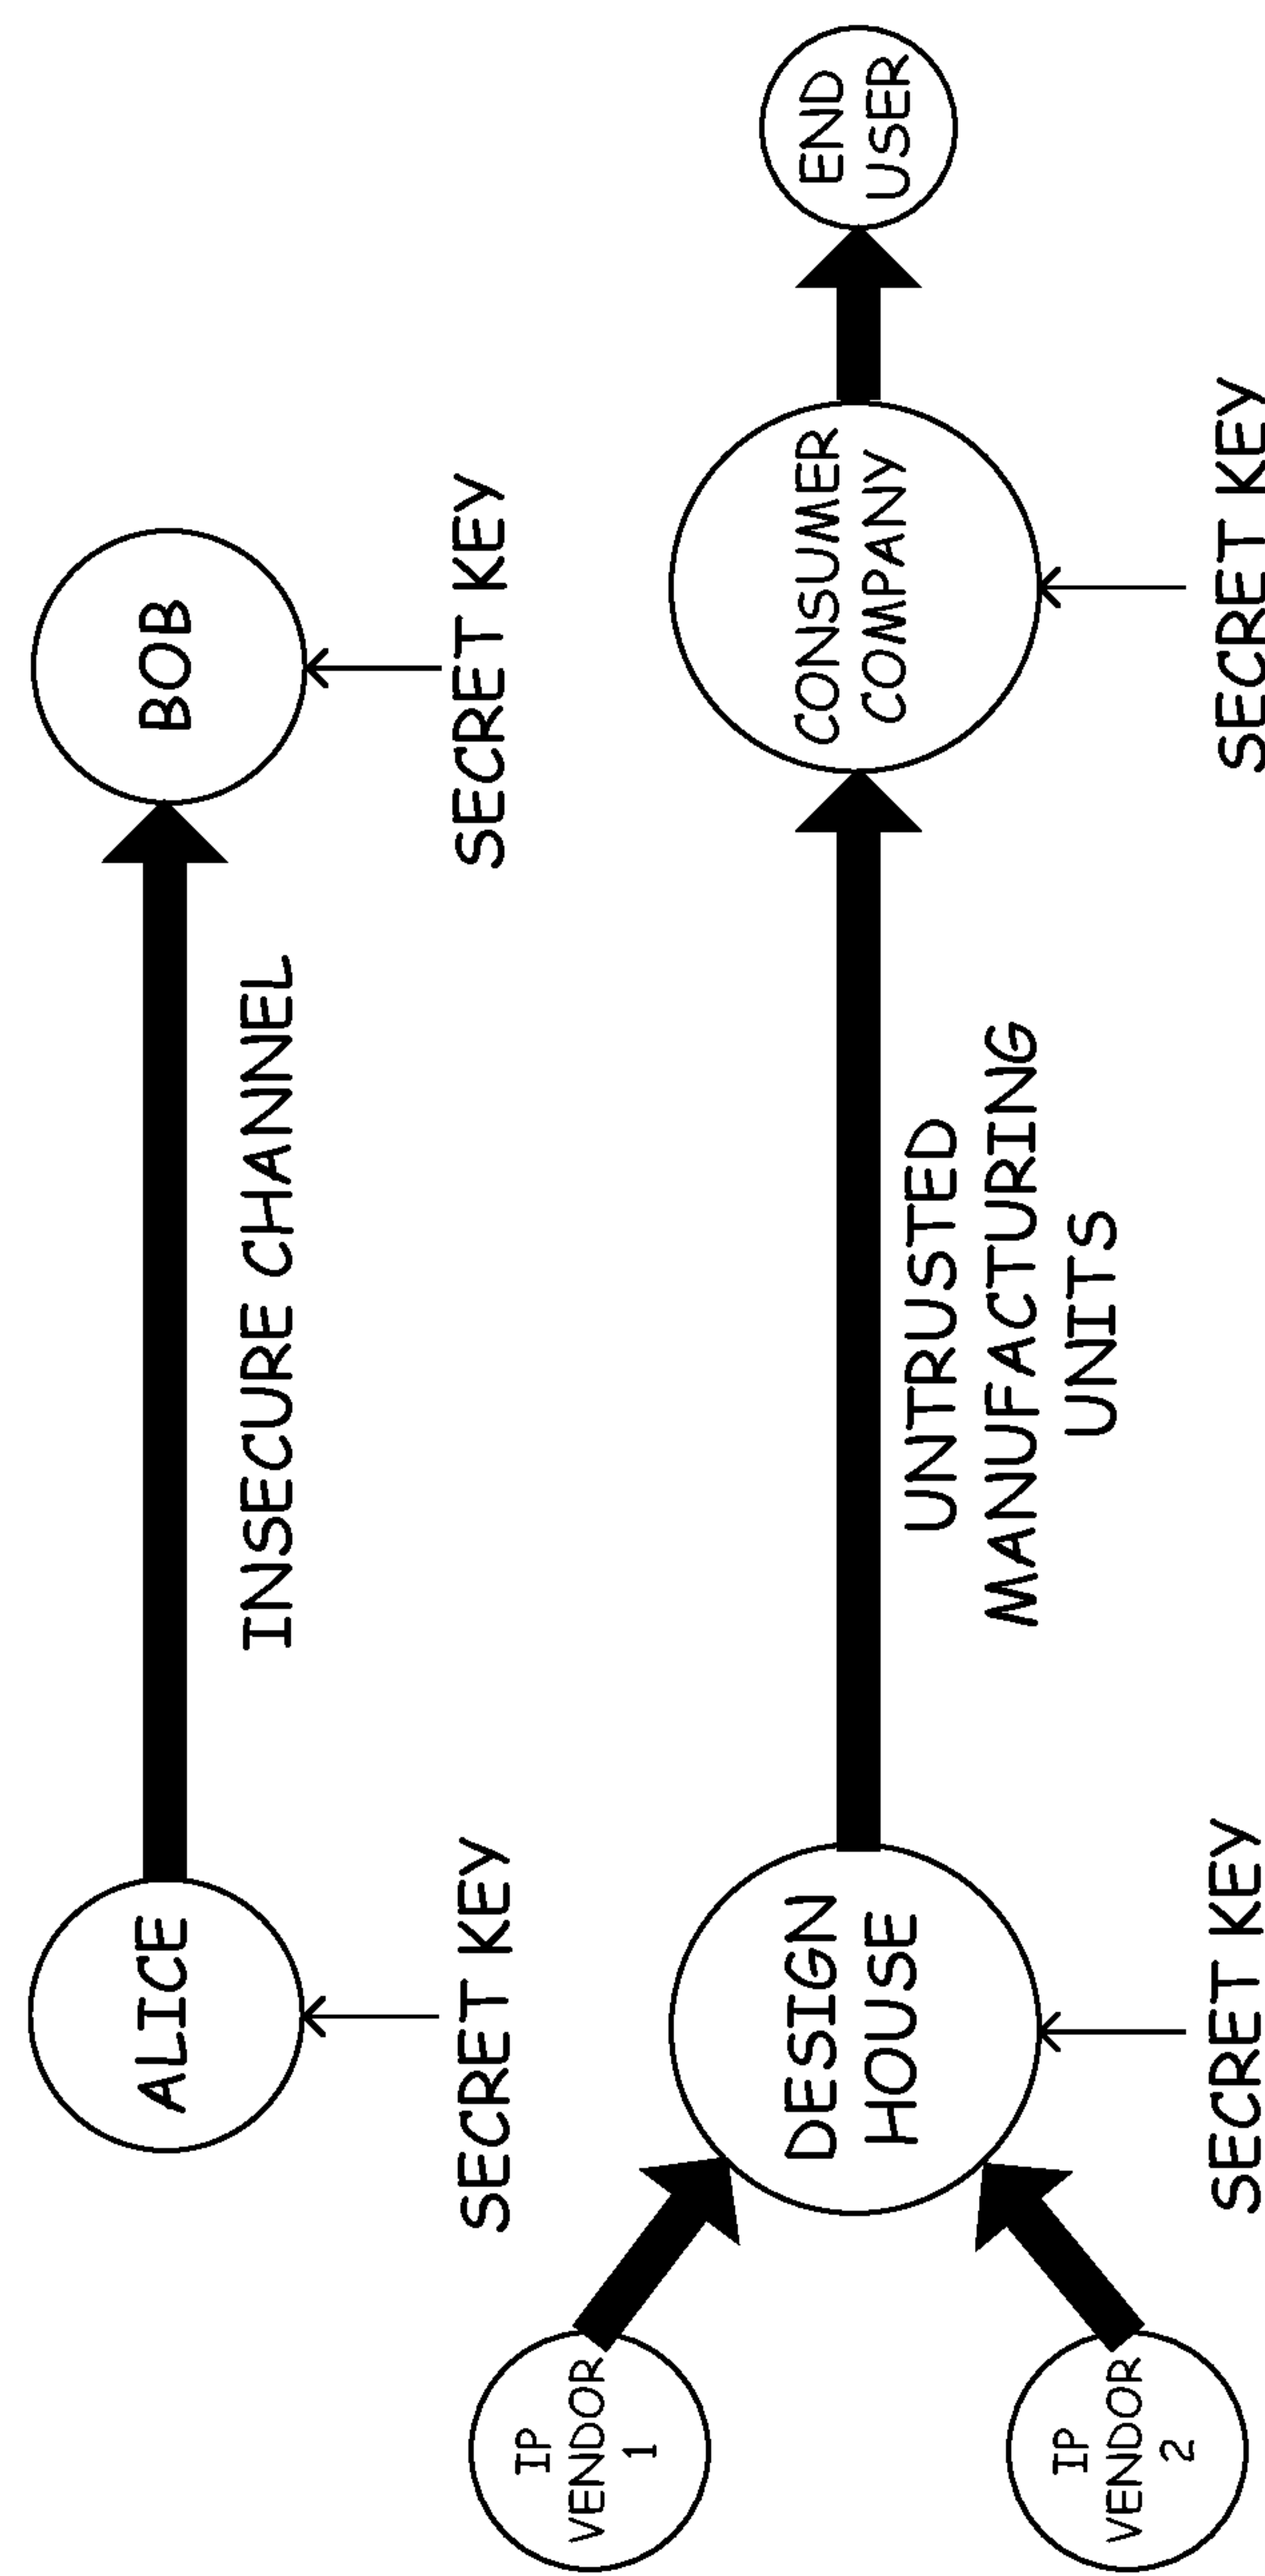 ALICE
INSECURE CHANNEL
BOB
SECRET KEY
SECRET KEY
IP
VENDOR
1
IP
VENDOR
2
DESIGN
HOUSE
UNTRUSTED
MANUFACTURING
UNITS
CONSUMER
COMPANY
END
USER
SECRET KEY
SECRET KEY